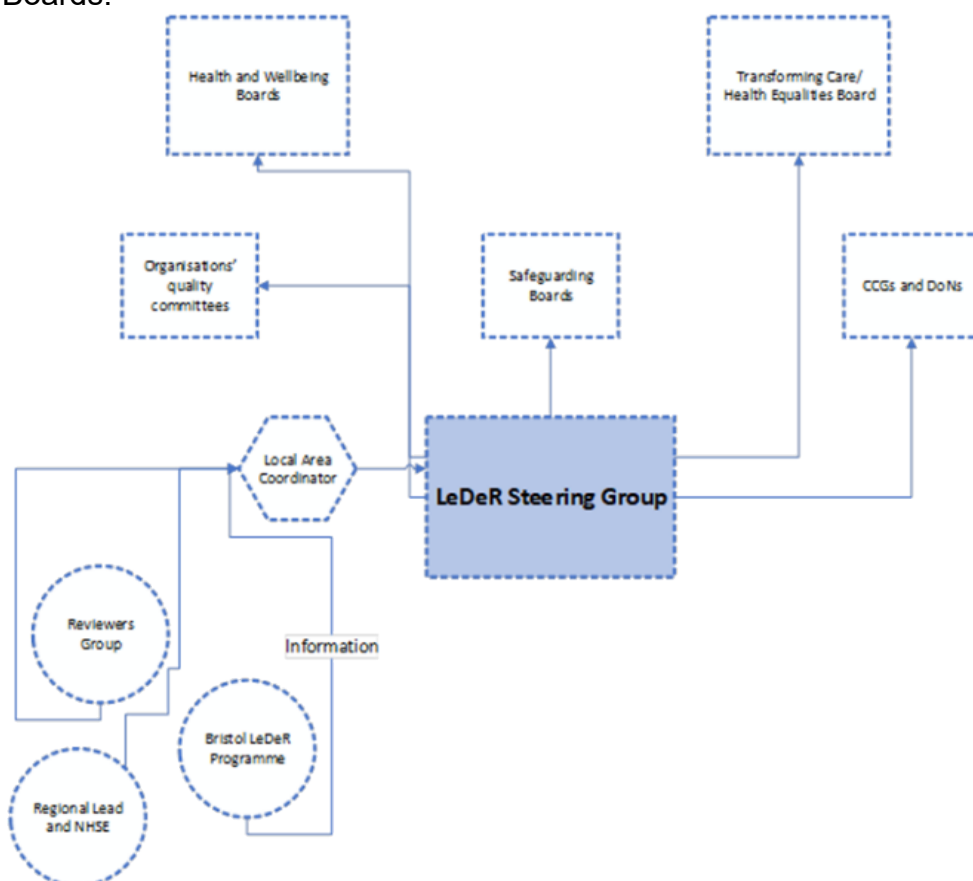 Boards.
Health and Wellbeing
Boards
Transforming Care/
Health Equalities Board
Organisations'
quality
committees
Safeguarding
Boards
CCGs and DoNs
Local Area
Coordinator
LeDeR Steering Group
Reviewers
Group
Information
Bristol LeDeR
Programme
Regional Lead
and NHSE